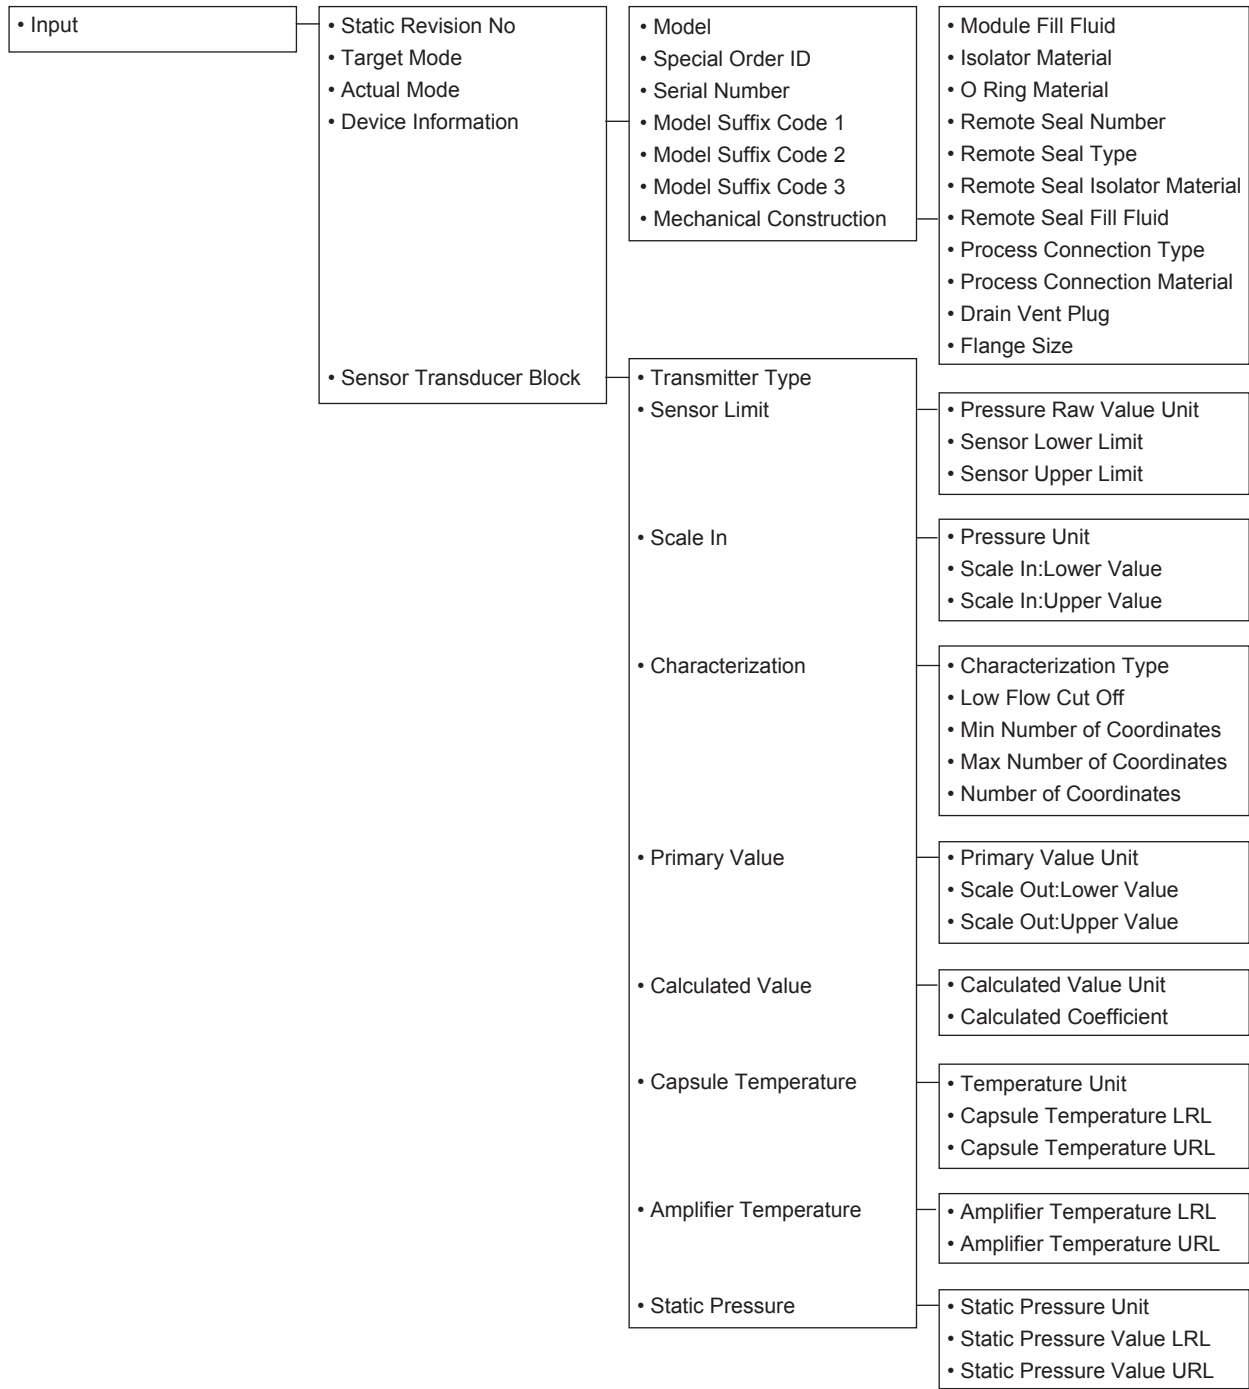 • Input
• Static Revision No
• Target Mode
• Actual Mode
• Device Information
• Sensor Transducer Block
• Model
• Special Order ID
• Serial Number
• Model Suffix Code 1
• Model Suffix Code 2
• Model Suffix Code 3
• Mechanical Construction
• Module Fill Fluid
• Isolator Material
• O Ring Material
• Remote Seal Number
• Remote Seal Type
• Remote Seal Isolator Material
• Remote Seal Fill Fluid
• Process Connection Type
• Process Connection Material
• Drain Vent Plug
• Flange Size
• Transmitter Type
• Sensor Limit
• Scale In
• Characterization
• Primary Value
• Calculated Value
• Capsule Temperature
• Amplifier Temperature
• Static Pressure
• Pressure Raw Value Unit
• Sensor Lower Limit
• Sensor Upper Limit
• Pressure Unit
• Scale In:Lower Value
• Scale In:Upper Value
• Characterization Type
• Low Flow Cut Off
• Min Number of Coordinates
• Max Number of Coordinates
• Number of Coordinates
• Primary Value Unit
• Scale Out:Lower Value
• Scale Out:Upper Value
• Calculated Value Unit
• Calculated Coefficient
• Temperature Unit
• Capsule Temperature LRL
• Capsule Temperature URL
• Amplifier Temperature LRL
• Amplifier Temperature URL
• Static Pressure Unit
• Static Pressure Value LRL
• Static Pressure Value URL